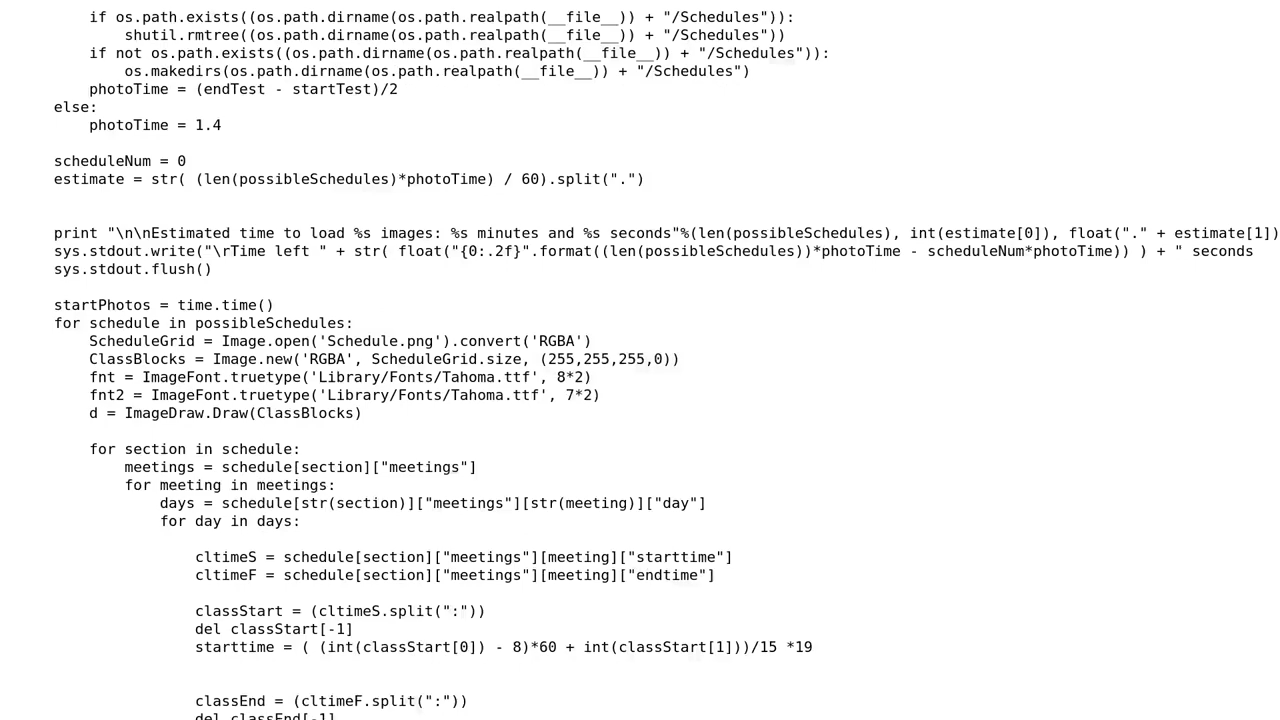 if os.path.exists((os.path.dirname(os.path.realpath(__file__)) + "/Schedules")):
shutil.rmtree((os.path.dirname(os.path.realpath(__file__)) + "/Schedules"))
if not os.path.exists((os.path.dirname(os.path.realpath(__file__)) + "/Schedules")):
os.makedirs(os.path.dirname(os.path.realpath(__file__)) + "/Schedules")
photoTime = (endTest - startTest)/2
else:
photoTime = 1.4
scheduleNum = 0
estimate = str( (len(possibleSchedules)*photoTime) / 60).split(".")
print "\n\nEstimated time to load %s images: %s minutes and %s seconds"%(len(possibleSchedules), int(estimate[0]), float("." + estimate[1])
sys.stdout.write("\rTime left " + str( float("{0:.2f}".format((len(possibleSchedules))*photoTime - scheduleNum*photoTime)) ) + " seconds
sys.stdout.flush()
startPhotos = time.time()
for schedule in possibleSchedules:
ScheduleGrid = Image.open('Schedule.png').convert('RGBA')
ClassBlocks = Image.new('RGBA', ScheduleGrid.size, (255,255,255,0))
fnt = ImageFont.truetype('Library/Fonts/Tahoma.ttf', 8*2)
fnt2 = ImageFont.truetype('Library/Fonts/Tahoma.ttf', 7*2)
d = ImageDraw.Draw(ClassBlocks)
for section in schedule:
meetings = schedule[section]["meetings"]
for meeting in meetings:
days = schedule[str(section)]["meetings"][str(meeting)]["day"]
for day in days:
cltimeS = schedule[section]["meetings"][meeting]["starttime"]
cltimeF = schedule[section]["meetings"][meeting]["endtime"]
classStart = (cltimeS.split(":"))
del classStart[-1]
starttime = ( (int(classStart[0]) - 8)*60 + int(classStart[1]))/15 *19
classEnd = (cltimeF.split(":"))
del classEnd[-1]